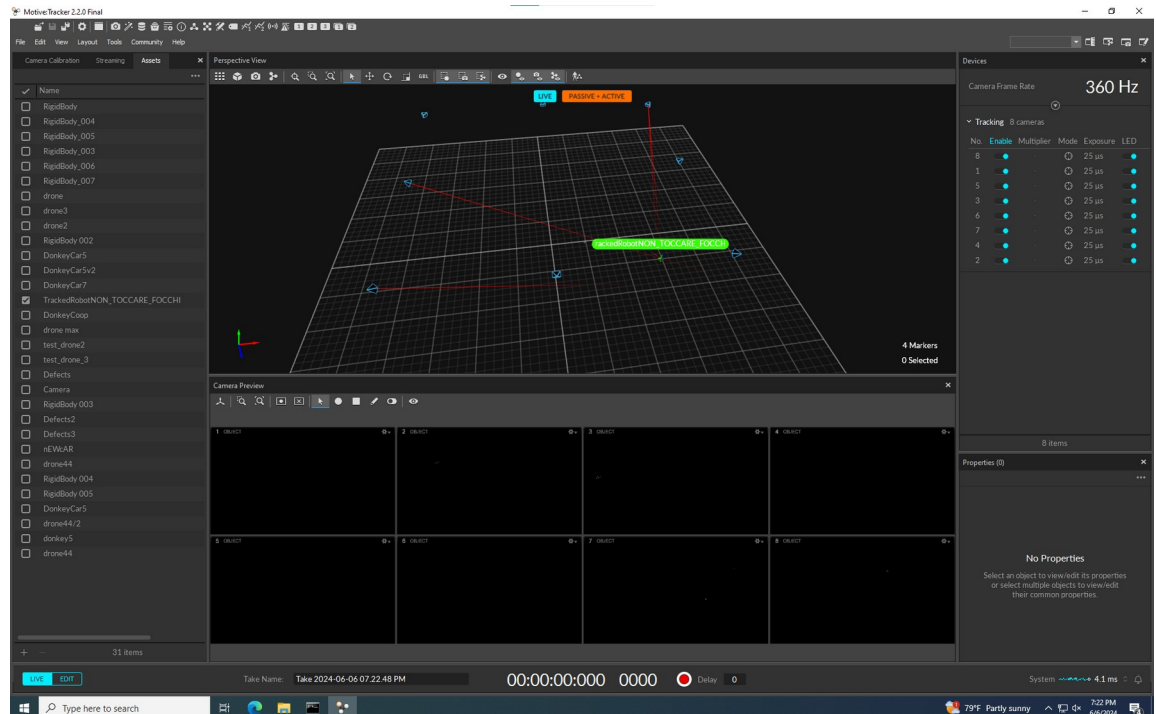 Motive:Tracker 2.2.0 Final
File Edit View Layout Tools Community Help
Camera Calibration Streaming Assets
Name
RigidBody
RigidBody_004
RigidBody_005
RigidBody_003
RigidBody_006
RigidBody_007
drone
drone3
drone2
RigidBody 002
DonkeyCar5
DonkeyCar5v2
DonkeyCar7
TrackedRobotNON_TOCCARE_FOCCHI
DonkeyCoop
drone max
test_drone2
test_drone_3
Defects
Camera
RigidBody 003
Defects2
Defects3
nEWcAR
drone44
RigidBody 004
RigidBody 005
DonkeyCar5
drone44/2
donkey5
drone44
31 items
Perspective View
GBL
LIVE PASSIVE + ACTIVE
rackedRobotNON_TOCCARE_FOCCH
4 Markers
0 Selected
Camera Preview
1 OBJECT 2 OBJECT 3 OBJECT 4 OBJECT
5 OBJECT 6 OBJECT 7 OBJECT 8 OBJECT
Devices
Camera Frame Rate 360 Hz
Tracking 8 cameras
No. Enable Multiplier Mode Exposure LED
8 25 µs
1 25 µs
5 25 µs
3 25 µs
6 25 µs
7 25 µs
4 25 µs
2 25 µs
8 items
Properties (0)
No Properties
Select an object to view/edit its properties
or select multiple objects to view/edit
their common properties.
LIVE EDIT Take Name: Take 2024-06-06 07.22.48 PM 00:00:00:000 0000 Delay 0 System 4.1 ms
Type here to search 79°F Partly sunny 7:22 PM
6/6/2024